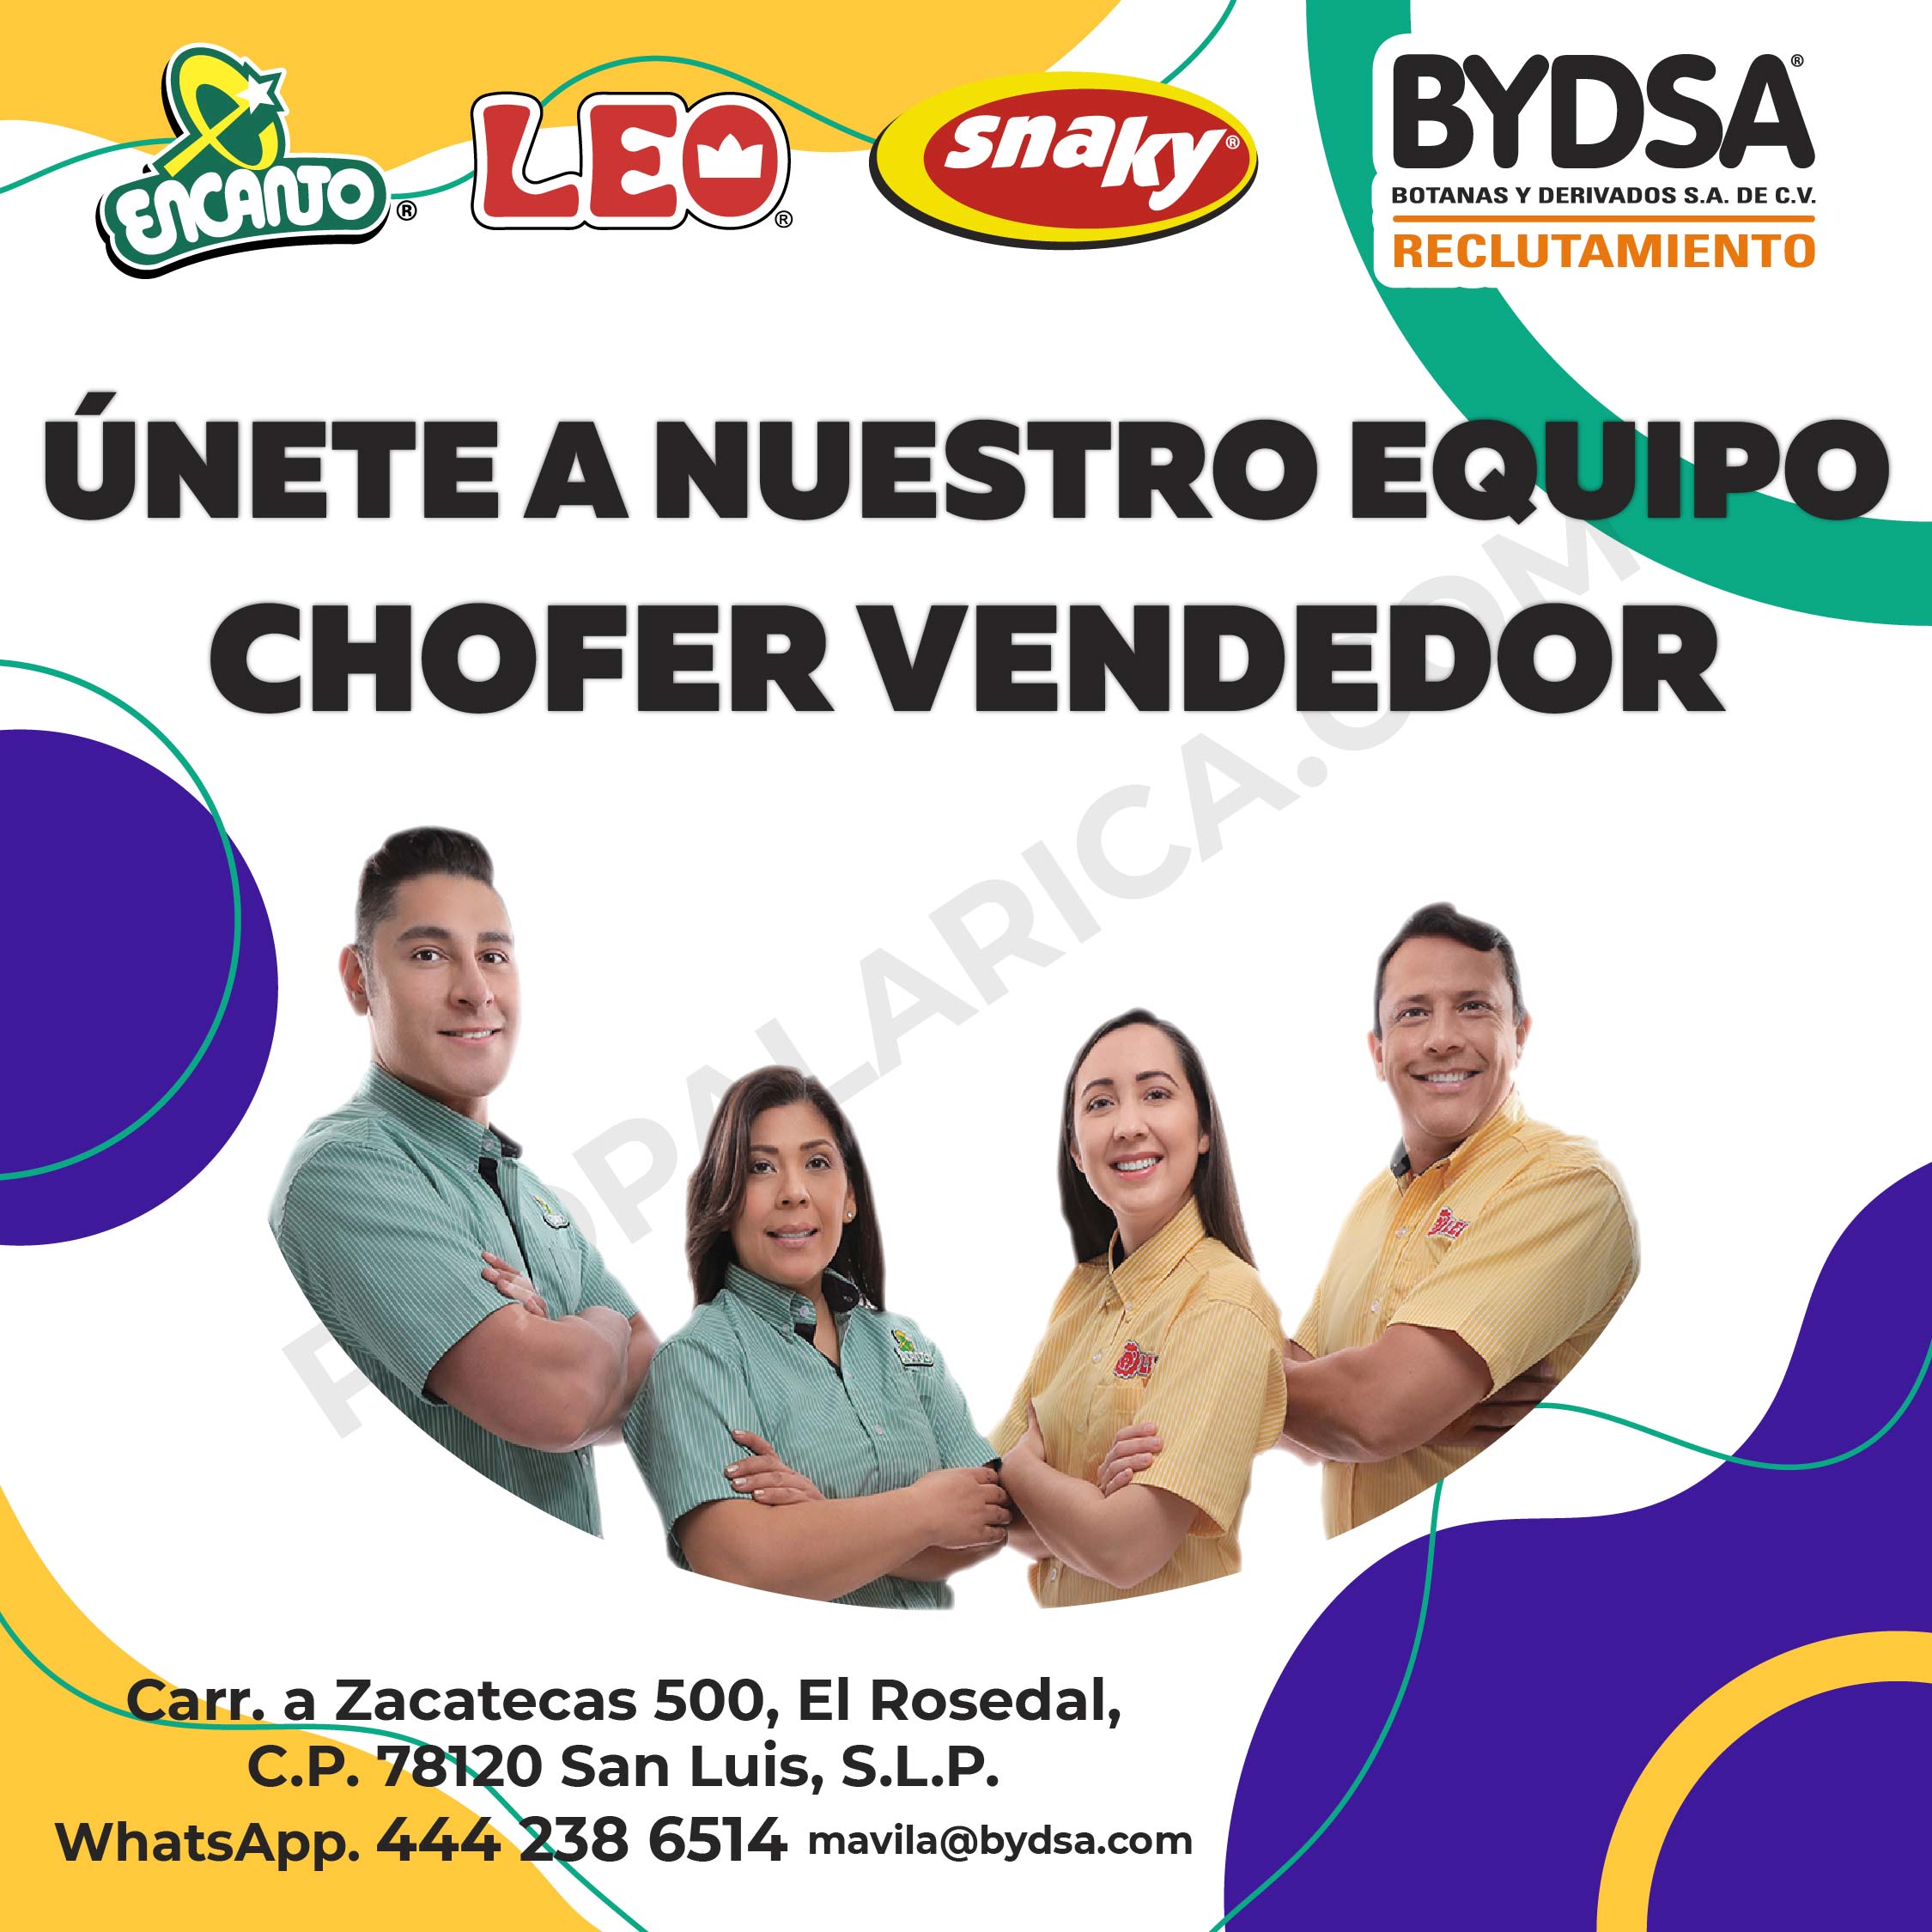 ENCANTO ®
LEO ®
snaky ®
BYDSA ®
BOTANAS Y DERIVADOS S.A. DE C.V.
RECLUTAMIENTO
ÚNETE A NUESTRO EQUIPO
CHOFER VENDEDOR
Carr. a Zacatecas 500, El Rosedal,
C.P. 78120 San Luis, S.L.P.
WhatsApp. 444 238 6514 mavila@bydsa.com